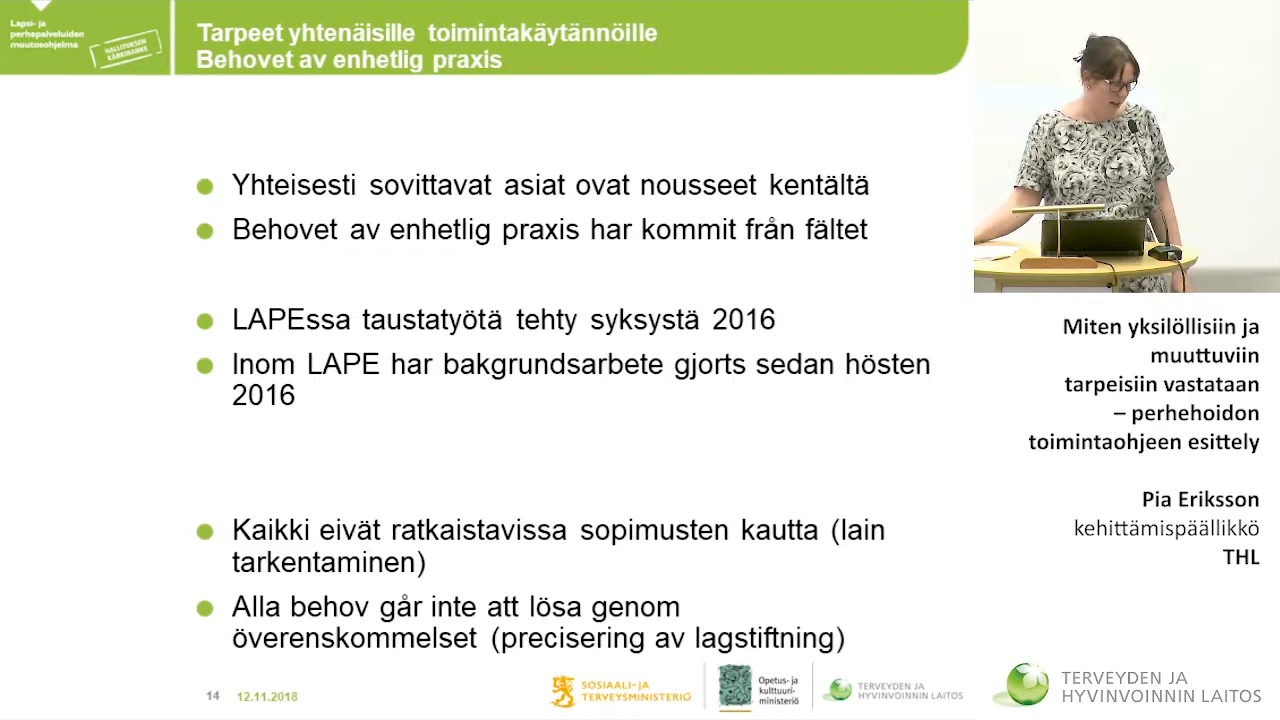 Lapsi- ja
perhepalveluiden
muutosohjelma
HALLITUKSEN
KÄRKIHANKE
Tarpeet yhtenäisille toimintakäytännöille
Behovet av enhetlig praxis
Yhteisesti sovittavat asiat ovat nousseet kentältä
Behovet av enhetlig praxis har kommit från fältet
LAPEssa taustatyötä tehty syksystä 2016
Inom LAPE har bakgrundsarbete gjorts sedan hösten
2016
Kaikki eivät ratkaistavissa sopimusten kautta (lain
tarkentaminen)
Alla behov går inte att lösa genom
överenskommelset (precisering av lagstiftning)
14 12.11.2018
SOSIAALI- JA
TERVEYSMINISTERIÖ
Opetus- ja
kulttuuri-
ministeriö
TERVEYDEN JA
HYVINVOINNIN LAITOS
Miten yksilöllisiin ja
muuttuviin
tarpeisiin vastataan
– perhehoidon
toimintaohjeen esittely
Pia Eriksson
kehittämispäällikkö
THL
TERVEYDEN JA
HYVINVOINNIN LAITOS